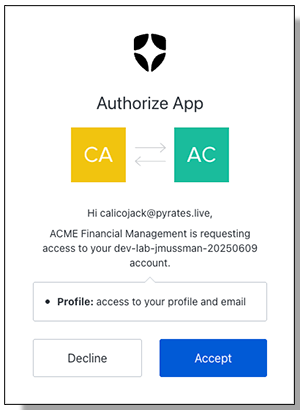 Authorize App
CA
AC
Hi calicojack@pyrates.live,
ACME Financial Management is requesting
access to your dev-lab-jmussman-20250609
account.
• Profile: access to your profile and email
Decline
Accept